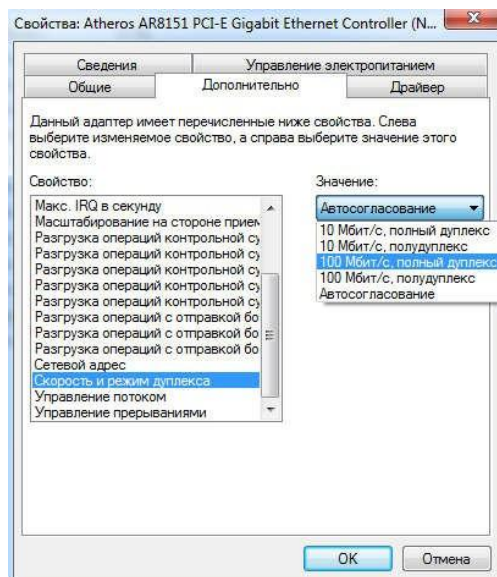 Свойства: Atheros AR8151 PCI-E Gigabit Ethernet Controller (N...
Сведения
Управление электропитанием
Общие
Дополнительно
Драйвер
Данный адаптер имеет перечисленные ниже свойства. Слева
выберите изменяемое свойство, а справа выберите значение этого
свойства.
Свойство:
Макс. IRQ в секунду
Масштабирование на стороне прием
Разгрузка операций контрольной су
Разгрузка операций контрольной су
Разгрузка операций контрольной су
Разгрузка операций контрольной су
Разгрузка операций контрольной су
Разгрузка операций с отправкой бо
Разгрузка операций с отправкой бо
Разгрузка операций с отправкой бо
Сетевой адрес
Скорость и режим дуплекса
Управление потоком
Управление прерываниями
Значение:
Автосогласование
10 Мбит/с, полный дуплекс
10 Мбит/с, полудуплекс
100 Мбит/с, полный дуплекс
100 Мбит/с, полудуплекс
Автосогласование
OK
Отмена